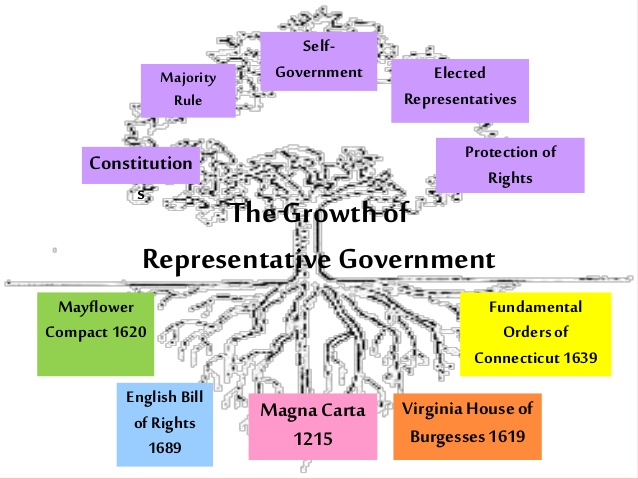 Self-
Government
Majority
Rule
Elected
Representatives
Constitution
s
Protection of
Rights
The Growth of
Representative Government
Mayflower
Compact 1620
Fundamental
Orders of
Connecticut 1639
English Bill
of Rights
1689
Magna Carta
1215
Virginia House of
Burgesses 1619